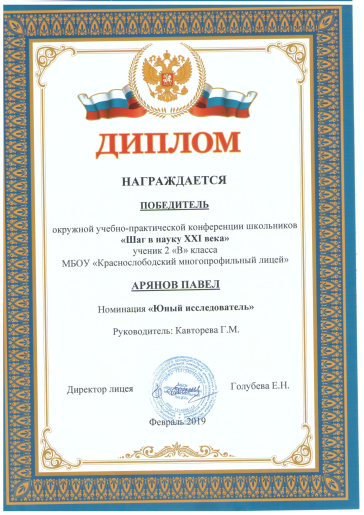 ДИПЛОМ
НАГРАЖДАЕТСЯ
ПОБЕДИТЕЛЬ
окружной учебно-практической конференции школьников
«Шаг в науку XXI века»
ученик 2 «В» класса
МБОУ «Краснослободский многопрофильный лицей»
АРЯНОВ ПАВЕЛ
Номинация «Юный исследователь»
Руководитель: Кавторева Г.М.
Директор лицея Голубева Е.Н.
Февраль 2019